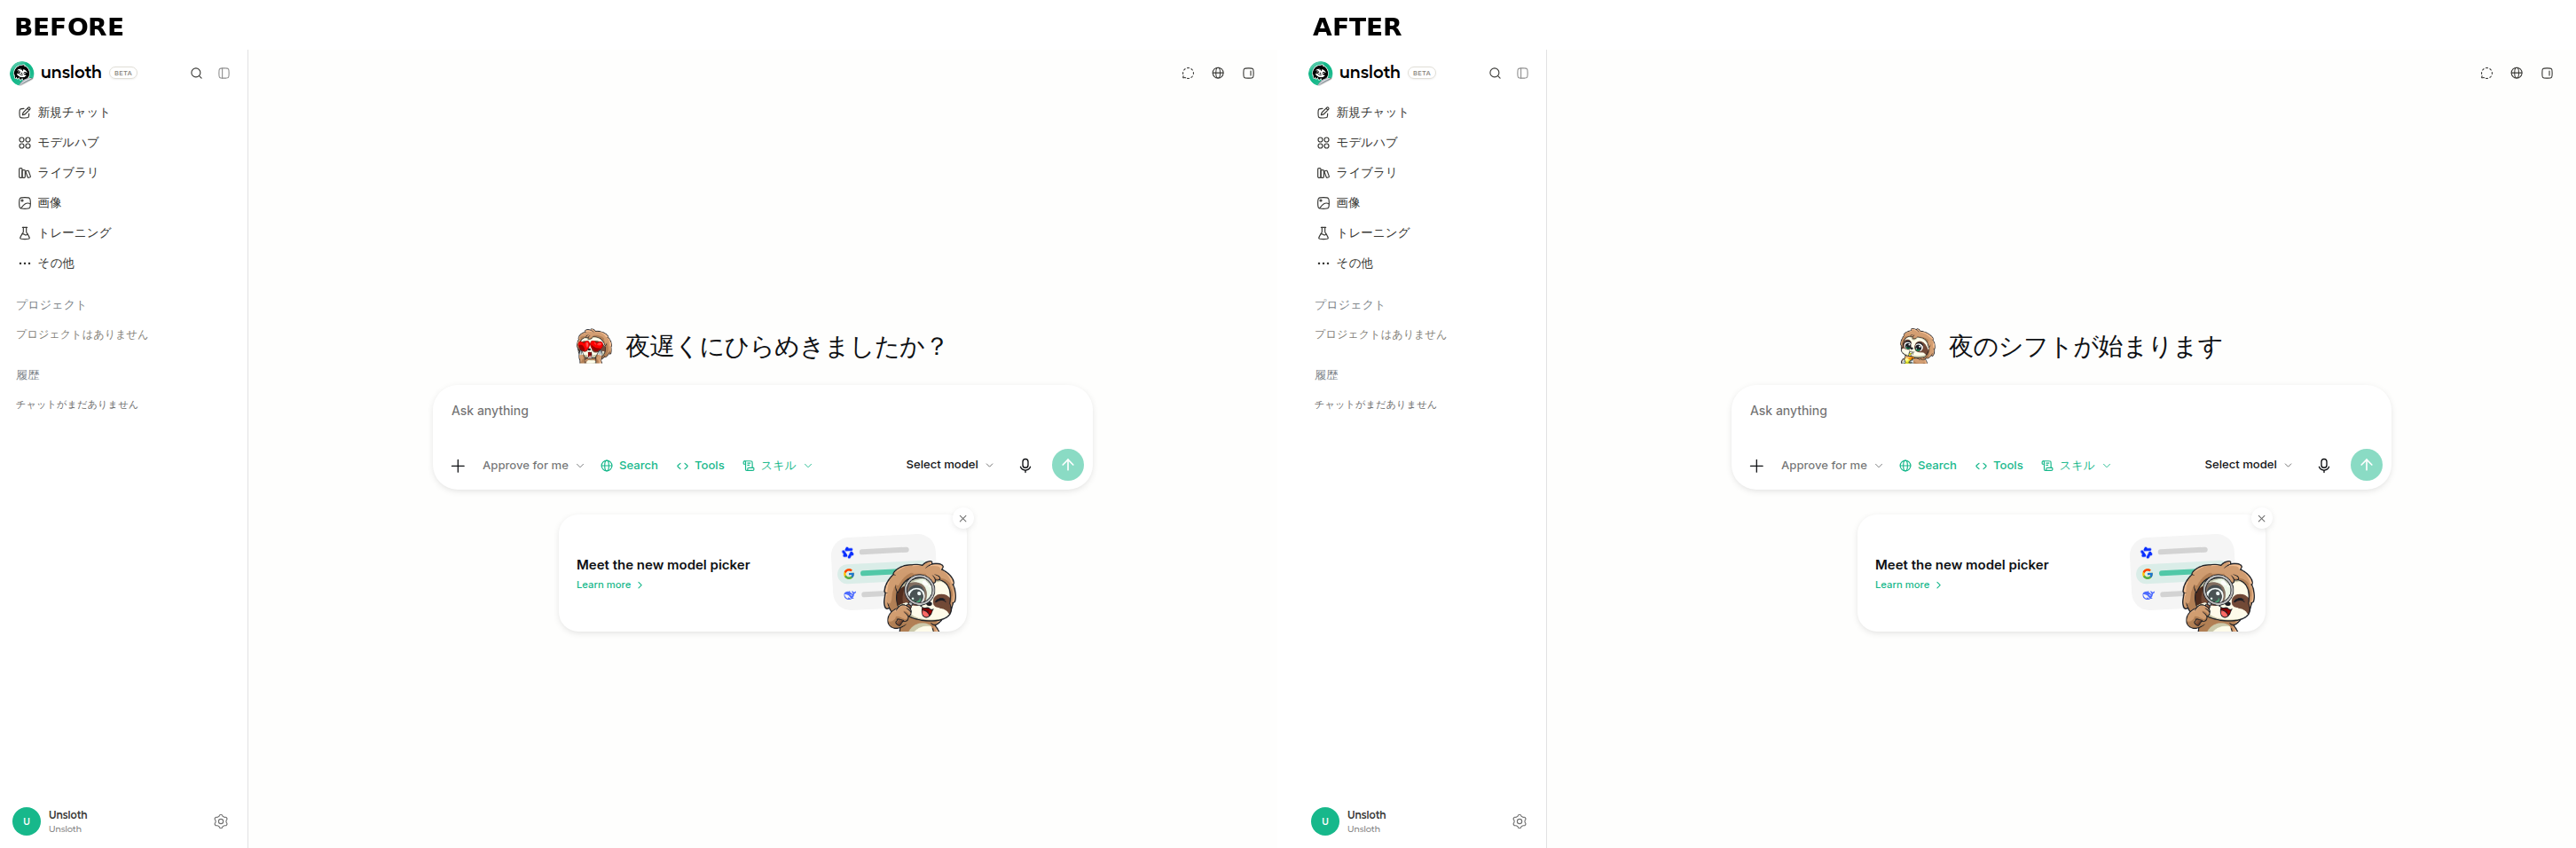 BEFORE
unsloth BETA
新規チャット
モデルハブ
ライブラリ
画像
トレーニング
その他
プロジェクト
プロジェクトはありません
履歴
チャットがまだありません
夜遅くにひらめきましたか？
Ask anything
Approve for me Search Tools スキル Select model
Meet the new model picker
Learn more
U
Unsloth
Unsloth
AFTER
unsloth BETA
新規チャット
モデルハブ
ライブラリ
画像
トレーニング
その他
プロジェクト
プロジェクトはありません
履歴
チャットがまだありません
夜のシフトが始まります
Ask anything
Approve for me Search Tools スキル Select model
Meet the new model picker
Learn more
U
Unsloth
Unsloth